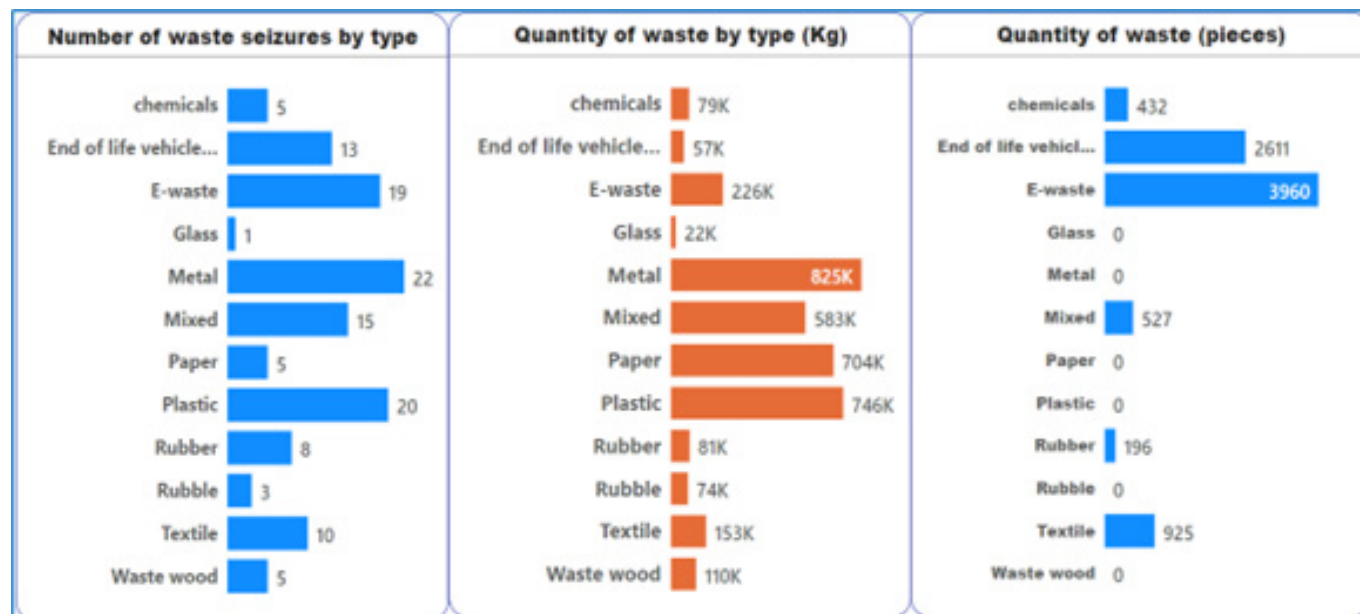 Number of waste seizures by type
chemicals 5
End of life vehicle... 13
E-waste 19
Glass 1
Metal 22
Mixed 15
Paper 5
Plastic 20
Rubber 8
Rubble 3
Textile 10
Waste wood 5
Quantity of waste by type (Kg)
chemicals 79K
End of life vehicle... 57K
E-waste 226K
Glass 22K
Metal 825K
Mixed 583K
Paper 704K
Plastic 746K
Rubber 81K
Rubble 74K
Textile 153K
Waste wood 110K
Quantity of waste (pieces)
chemicals 432
End of life vehicl... 2611
E-waste 3960
Glass 0
Metal 0
Mixed 527
Paper 0
Plastic 0
Rubber 196
Rubble 0
Textile 925
Waste wood 0